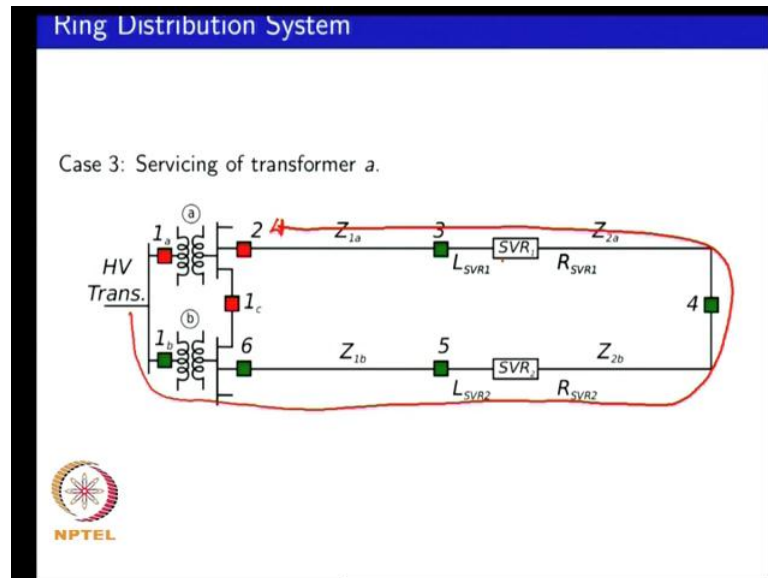 Ring Distribution System
Case 3: Servicing of transformer a.
a
1a 2 Z1a 3 SVR1 Z2a
HV LSVR1 RSVR1
Trans. 1c 4
b
1b 6 Z1b 5 SVR2 Z2b
LSVR2 RSVR2
NPTEL